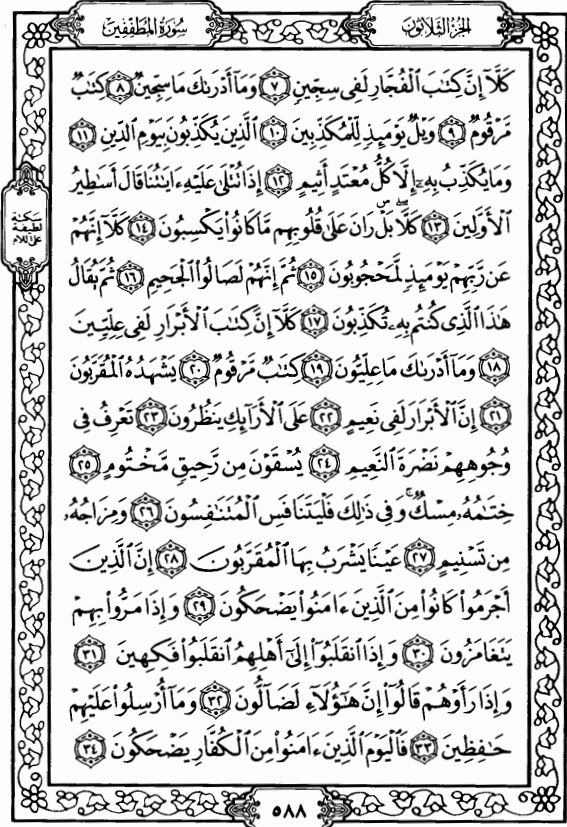 الجزء الثلاثون
سورة المطففين
كَلَّآ إِنَّ كِتَٰبَ ٱلْفُجَّارِ لَفِى سِجِّينٍ ٧ وَمَآ أَدْرَىٰكَ مَا سِجِّينٌ ٨ كِتَٰبٌ
مَّرْقُومٌ ٩ وَيْلٌ يَوْمَئِذٍ لِّلْمُكَذِّبِينَ ١٠ ٱلَّذِينَ يُكَذِّبُونَ بِيَوْمِ ٱلدِّينِ ١١
وَمَا يُكَذِّبُ بِهِۦٓ إِلَّا كُلُّ مُعْتَدٍ أَثِيمٍ ١٢ إِذَا تُتْلَىٰ عَلَيْهِ ءَايَٰتُنَا قَالَ أَسَٰطِيرُ
ٱلْأَوَّلِينَ ١٣ كَلَّا ۖ بَلْ ۜ رَانَ عَلَىٰ قُلُوبِهِم مَّا كَانُوا۟ يَكْسِبُونَ ١٤ كَلَّآ إِنَّهُمْ
سكتة
لطيفة
على اللام
عَن رَّبِّهِمْ يَوْمَئِذٍ لَّمَحْجُوبُونَ ١٥ ثُمَّ إِنَّهُمْ لَصَالُوا۟ ٱلْجَحِيمِ ١٦ ثُمَّ يُقَالُ
هَٰذَا ٱلَّذِى كُنتُم بِهِۦ تُكَذِّبُونَ ١٧ كَلَّآ إِنَّ كِتَٰبَ ٱلْأَبْرَارِ لَفِى عِلِّيِّينَ
١٨ وَمَآ أَدْرَىٰكَ مَا عِلِّيُّونَ ١٩ كِتَٰبٌ مَّرْقُومٌ ٢٠ يَشْهَدُهُ ٱلْمُقَرَّبُونَ
٢١ إِنَّ ٱلْأَبْرَارَ لَفِى نَعِيمٍ ٢٢ عَلَى ٱلْأَرَآئِكِ يَنظُرُونَ ٢٣ تَعْرِفُ فِى
وُجُوهِهِمْ نَضْرَةَ ٱلنَّعِيمِ ٢٤ يُسْقَوْنَ مِن رَّحِيقٍ مَّخْتُومٍ ٢٥
خِتَٰمُهُۥ مِسْكٌ ۚ وَفِى ذَٰلِكَ فَلْيَتَنَافَسِ ٱلْمُتَنَٰفِسُونَ ٢٦ وَمِزَاجُهُۥ
مِن تَسْنِيمٍ ٢٧ عَيْنًا يَشْرَبُ بِهَا ٱلْمُقَرَّبُونَ ٢٨ إِنَّ ٱلَّذِينَ
أَجْرَمُوا۟ كَانُوا۟ مِنَ ٱلَّذِينَ ءَامَنُوا۟ يَضْحَكُونَ ٢٩ وَإِذَا مَرُّوا۟ بِهِمْ
يَتَغَامَزُونَ ٣٠ وَإِذَا ٱنقَلَبُوٓا۟ إِلَىٰٓ أَهْلِهِمُ ٱنقَلَبُوا۟ فَكِهِينَ ٣١
وَإِذَا رَأَوْهُمْ قَالُوٓا۟ إِنَّ هَٰٓؤُلَآءِ لَضَآلُّونَ ٣٢ وَمَآ أُرْسِلُوا۟ عَلَيْهِمْ
حَٰفِظِينَ ٣٣ فَٱلْيَوْمَ ٱلَّذِينَ ءَامَنُوا۟ مِنَ ٱلْكُفَّارِ يَضْحَكُونَ ٣٤
٥٨٨